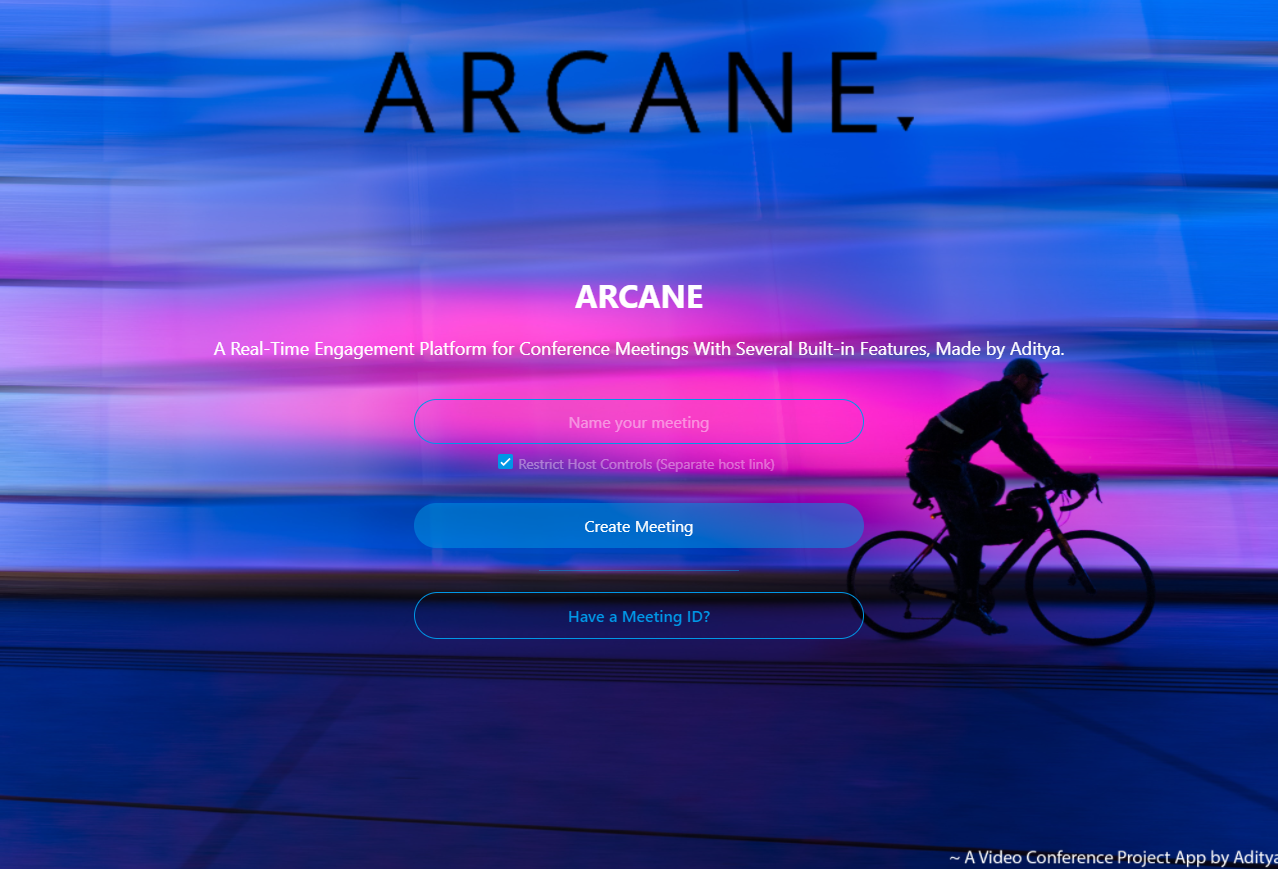 ARCANE.
ARCANE
A Real-Time Engagement Platform for Conference Meetings With Several Built-in Features, Made by Aditya.
Name your meeting
Restrict Host Controls (Separate host link)
Create Meeting
Have a Meeting ID?
~ A Video Conference Project App by Aditya